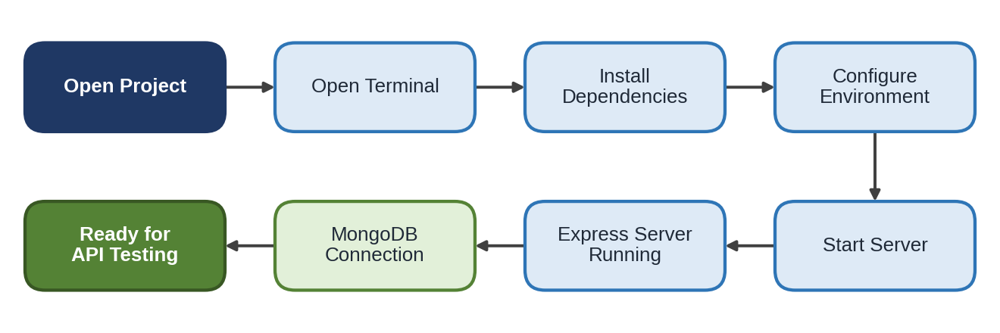 Open Project
Open Terminal
Install
Dependencies
Configure
Environment
Start Server
Express Server
Running
MongoDB
Connection
Ready for
API Testing